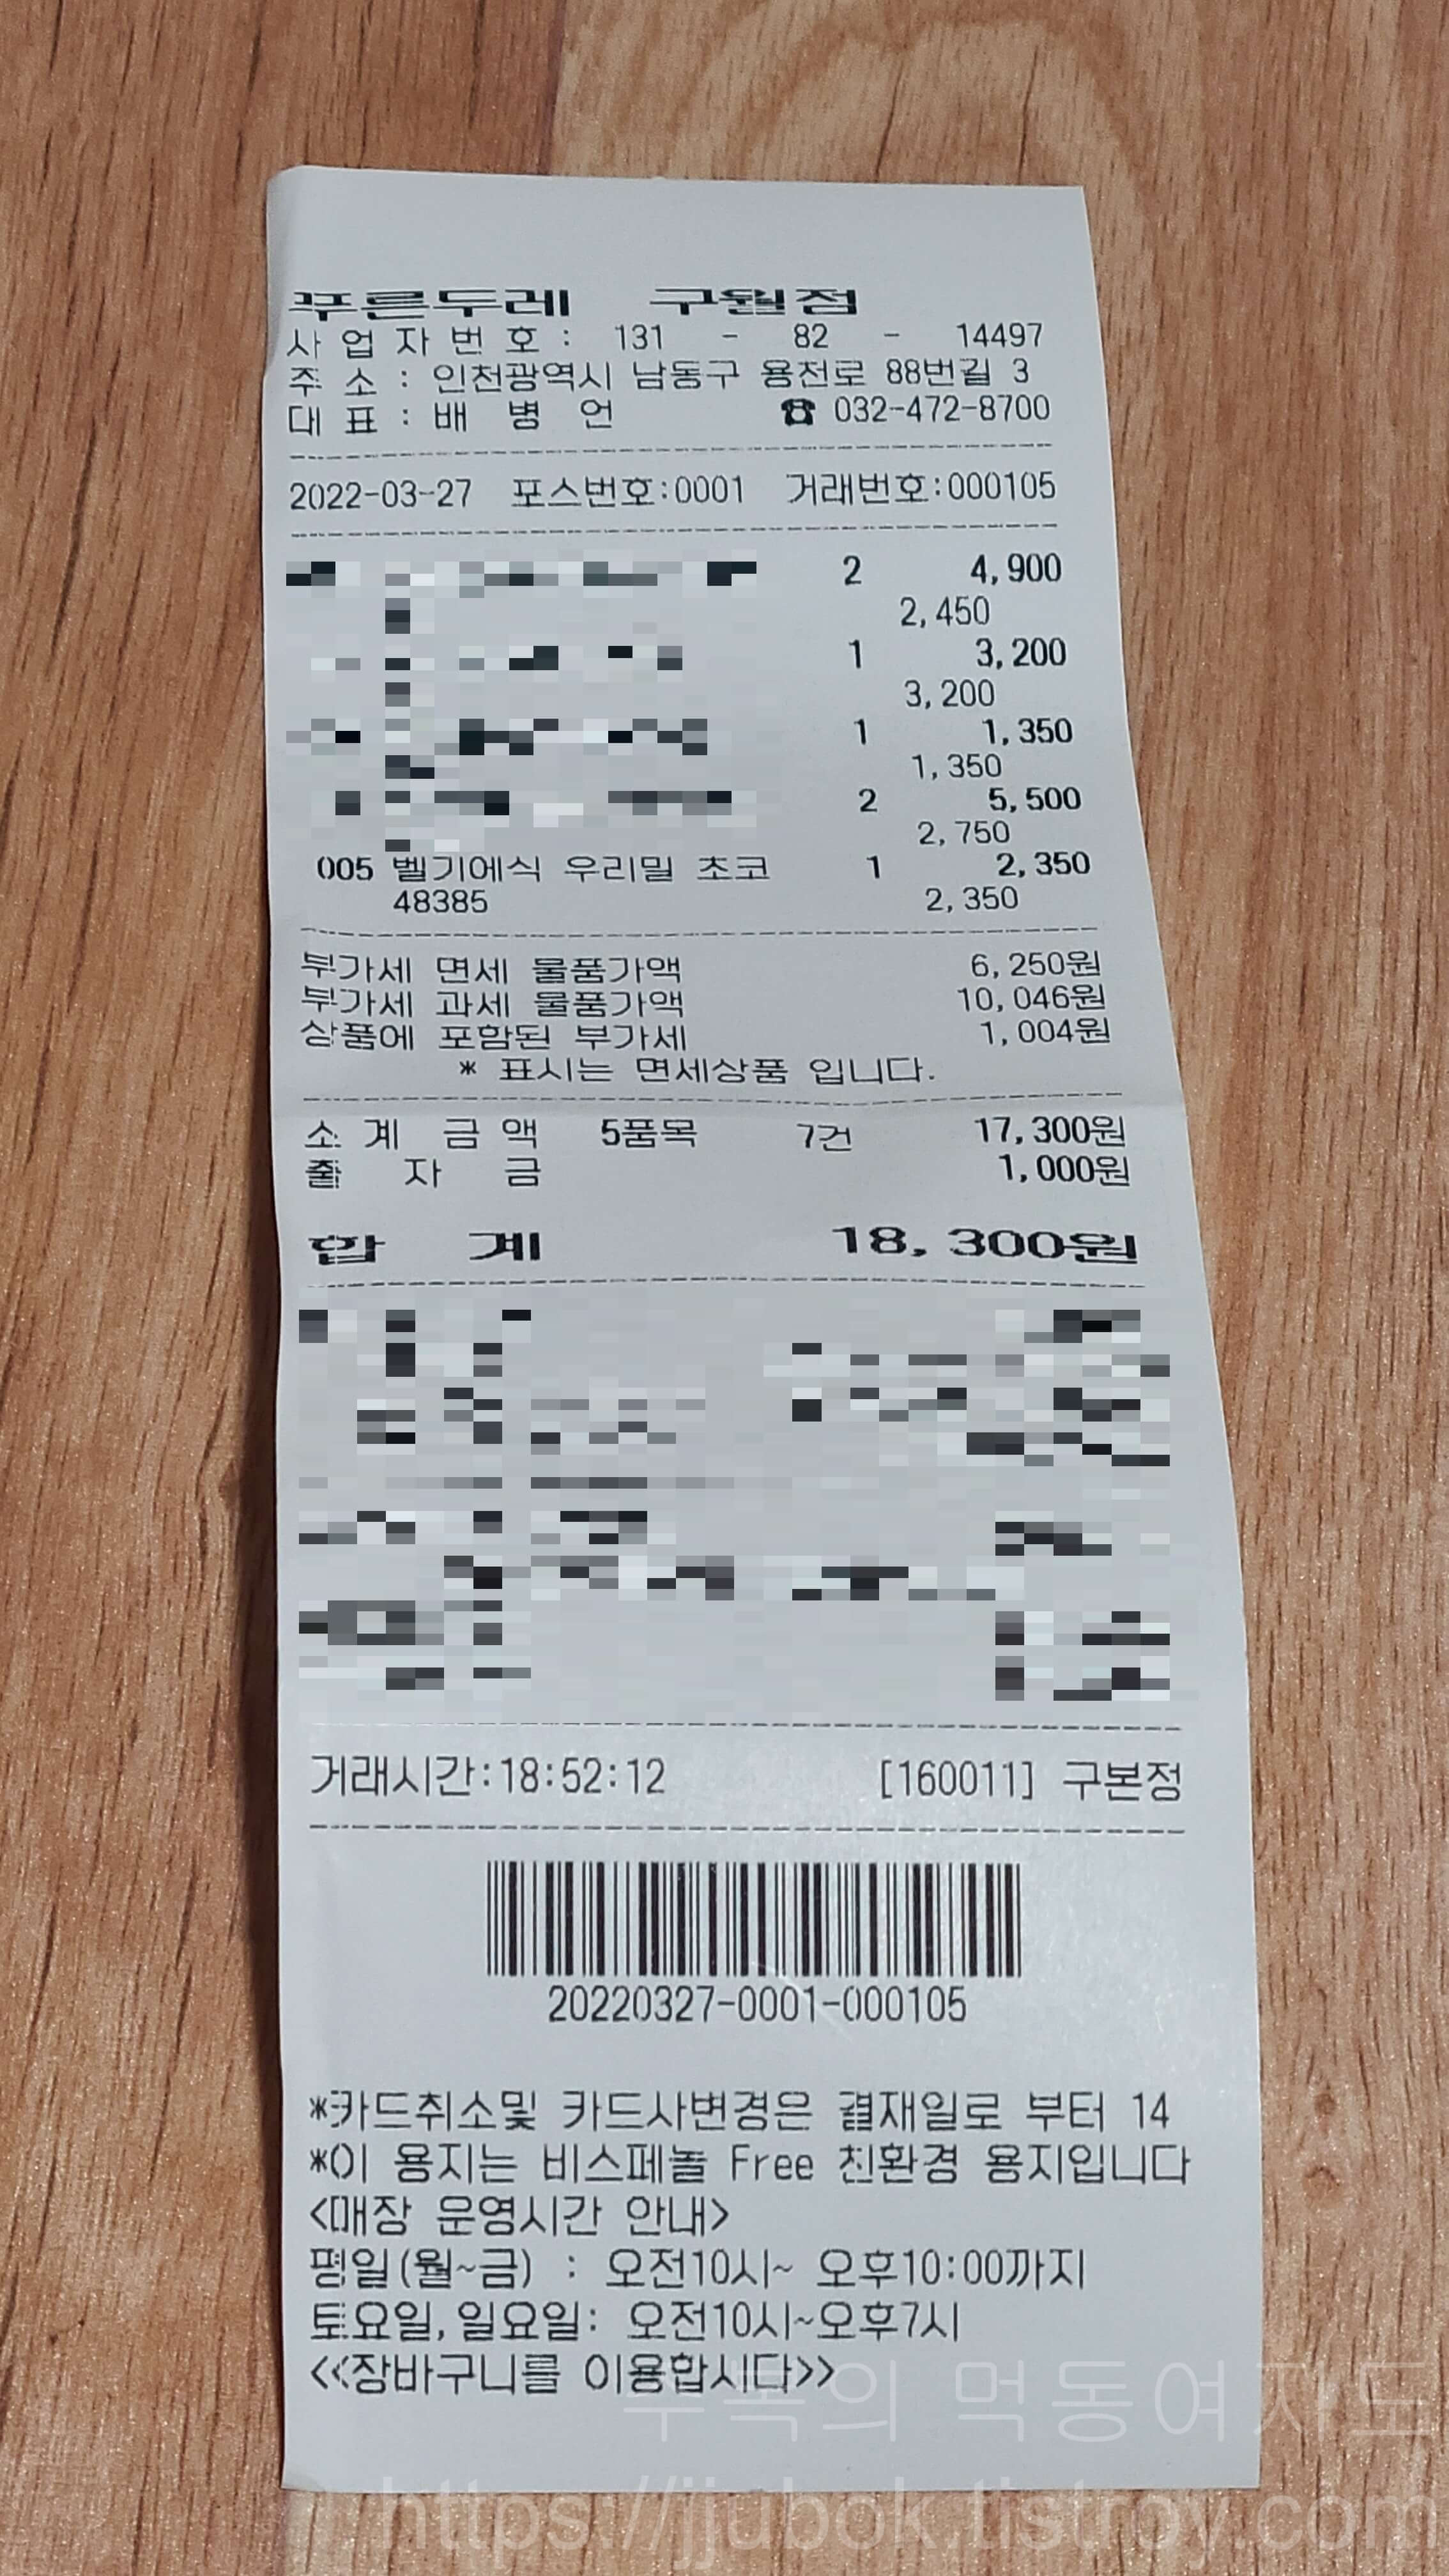 푸른두레 구월점
사 업 자 번 호 : 131 - 82 - 14497
주 소 : 인천광역시 남동구 용천로 88번길 3
대 표 : 배 병 언 ☎ 032-472-8700
2022-03-27 포스번호:0001 거래번호:000105
2 4,900
2,450
1 3,200
3,200
1 1,350
1,350
2 5,500
2,750
005 벨기에식 우리밀 초코 1 2,350
48385 2,350
부가세 면세 물품가액 6,250원
부가세 과세 물품가액 10,046원
상품에 포함된 부가세 1,004원
* 표시는 면세상품 입니다.
소 계 금 액 5품목 7건 17,300원
출 자 금 1,000원
합 계 18,300원
거래시간:18:52:12 [160011] 구본정
20220327-0001-000105
*카드취소및 카드사변경은 결재일로 부터 14
*이 용지는 비스페놀 Free 친환경 용지입니다
<매장 운영시간 안내>
평일(월~금) : 오전10시~ 오후10:00까지
토요일,일요일: 오전10시~오후7시
<<장바구니를 이용합시다>>
먹동여지도
https://jjubok.tistroy.com